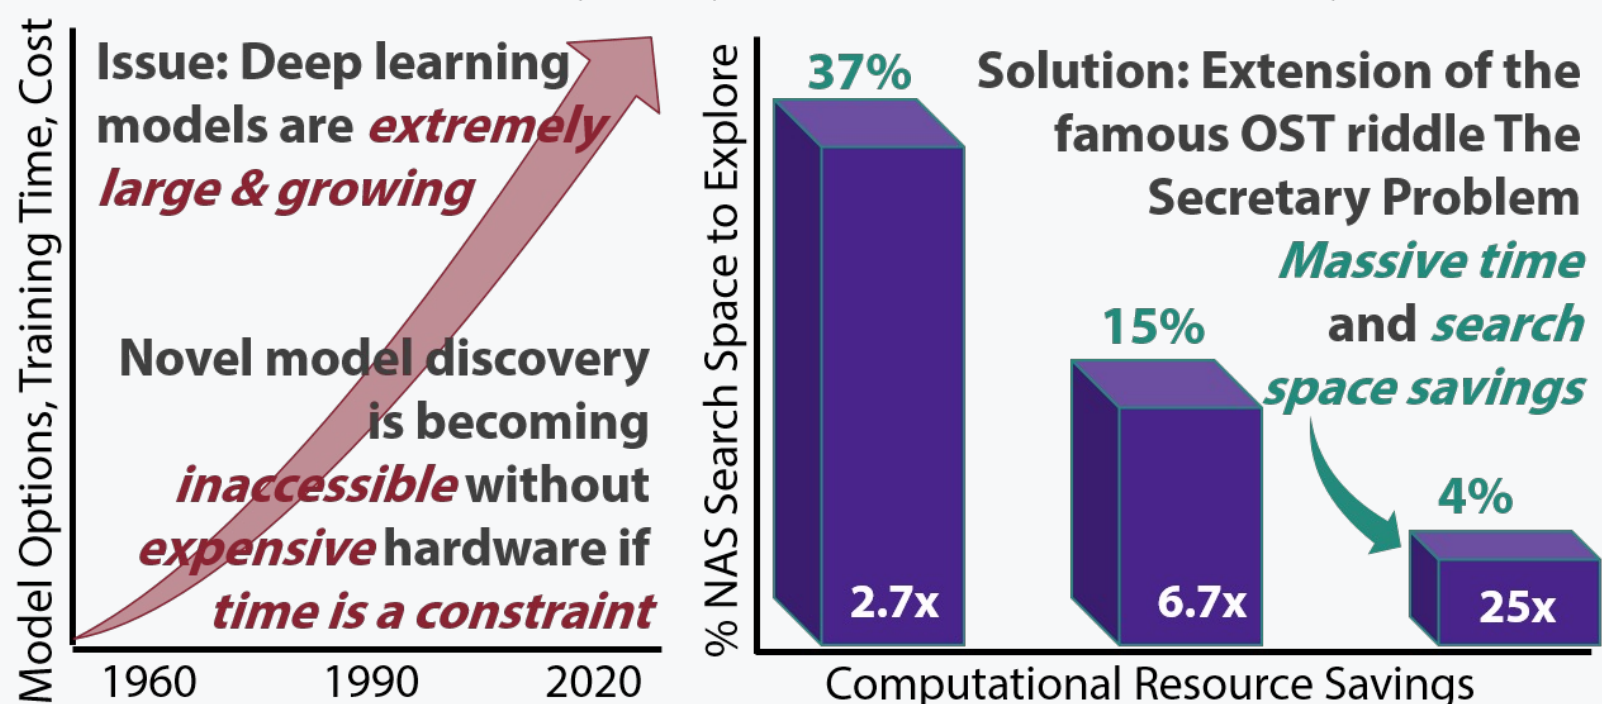 Model Options, Training Time, Cost
Issue: Deep learning
models are extremely
large & growing
Novel model discovery
is becoming
inaccessible without
expensive hardware if
time is a constraint
1960 1990 2020
% NAS Search Space to Explore
Solution: Extension of the
famous OST riddle The
Secretary Problem
Massive time
and search
space savings
37%
15%
4%
2.7x
6.7x
25x
Computational Resource Savings